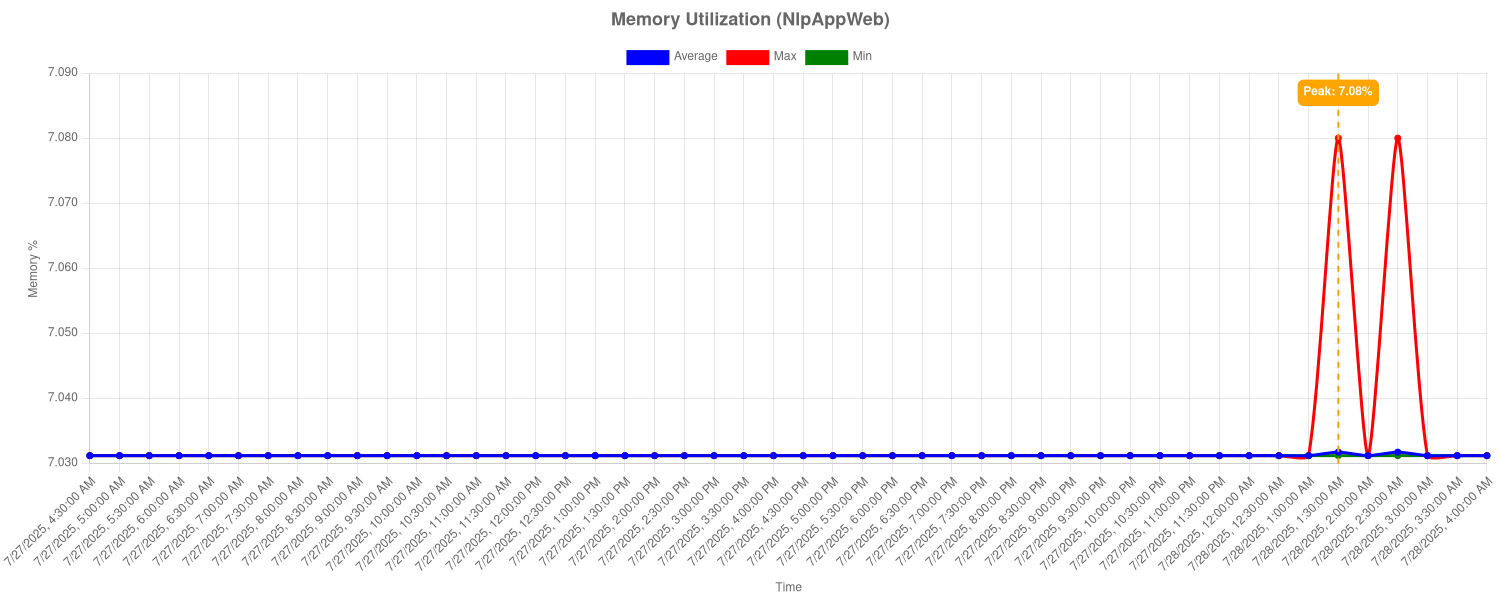 Memory Utilization (NlpAppWeb)
Average Max Min
7.090
Peak: 7.08%
7.080
7.070
7.060
Memory %
7.050
7.040
7.030
7/27/2025, 4:30:00 AM
7/27/2025, 5:00:00 AM
7/27/2025, 5:30:00 AM
7/27/2025, 6:00:00 AM
7/27/2025, 6:30:00 AM
7/27/2025, 7:00:00 AM
7/27/2025, 7:30:00 AM
7/27/2025, 8:00:00 AM
7/27/2025, 8:30:00 AM
7/27/2025, 9:00:00 AM
7/27/2025, 9:30:00 AM
7/27/2025, 10:00:00 AM
7/27/2025, 10:30:00 AM
7/27/2025, 11:00:00 AM
7/27/2025, 11:30:00 AM
7/27/2025, 12:00:00 PM
7/27/2025, 12:30:00 PM
7/27/2025, 1:00:00 PM
7/27/2025, 1:30:00 PM
7/27/2025, 2:00:00 PM
7/27/2025, 2:30:00 PM
7/27/2025, 3:00:00 PM
7/27/2025, 3:30:00 PM
7/27/2025, 4:00:00 PM
7/27/2025, 4:30:00 PM
7/27/2025, 5:00:00 PM
7/27/2025, 5:30:00 PM
7/27/2025, 6:00:00 PM
7/27/2025, 6:30:00 PM
7/27/2025, 7:00:00 PM
7/27/2025, 7:30:00 PM
7/27/2025, 8:00:00 PM
7/27/2025, 8:30:00 PM
7/27/2025, 9:00:00 PM
7/27/2025, 9:30:00 PM
7/27/2025, 10:00:00 PM
7/27/2025, 10:30:00 PM
7/27/2025, 11:00:00 PM
7/27/2025, 11:30:00 PM
7/28/2025, 12:00:00 AM
7/28/2025, 12:30:00 AM
7/28/2025, 1:00:00 AM
7/28/2025, 1:30:00 AM
7/28/2025, 2:00:00 AM
7/28/2025, 2:30:00 AM
7/28/2025, 3:00:00 AM
7/28/2025, 3:30:00 AM
7/28/2025, 4:00:00 AM
Time